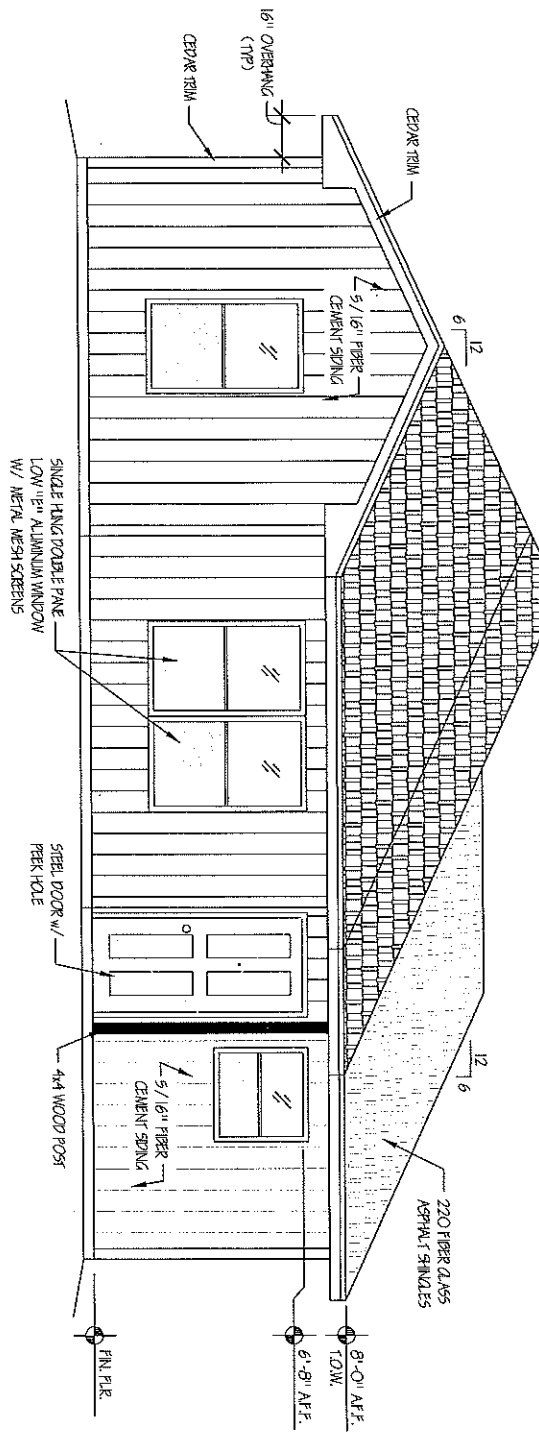 16" OVERHANG
(TYP)
CEDAR TRIM
CEDAR TRIM
5/16" FIBER
CEMENT SIDING
12
6
SINGLE HUNG DOUBLE PANE
LOW "E" ALUMINUM WINDOW
W/ METAL MESH SCREENS
STEEL DOOR W/
PEEK HOLE
4x4 WOOD POST
5/16" FIBER
CEMENT SIDING
12
6
220 FIBER GLASS
ASPHALT SHINGLES
8'-0" A.F.F.
T.O.W.
6'-8" A.F.F.
FIN. FLR.